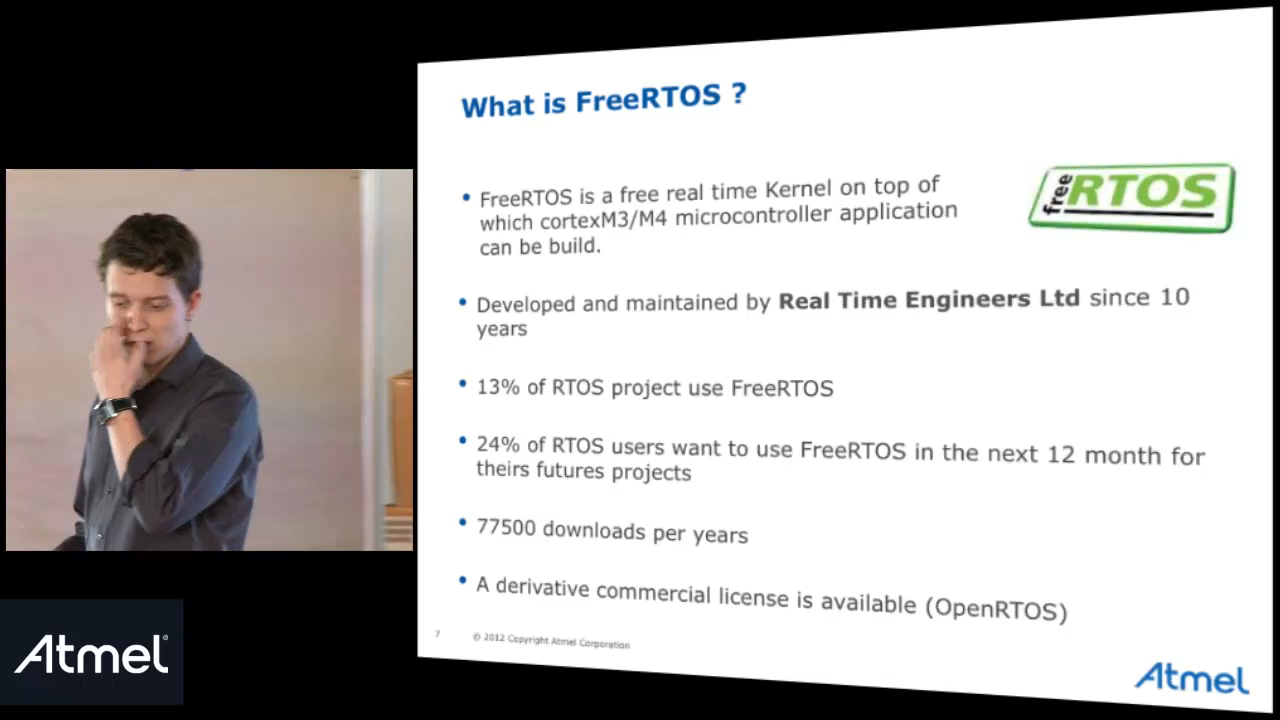 What is FreeRTOS ?
free RTOS
• FreeRTOS is a free real time Kernel on top of
which cortexM3/M4 microcontroller application
can be build.
• Developed and maintained by Real Time Engineers Ltd since 10
years
• 13% of RTOS project use FreeRTOS
• 24% of RTOS users want to use FreeRTOS in the next 12 month for
theirs futures projects
• 77500 downloads per years
• A derivative commercial license is available (OpenRTOS)
7 © 2012 Copyright Atmel Corporation
Atmel
Atmel®